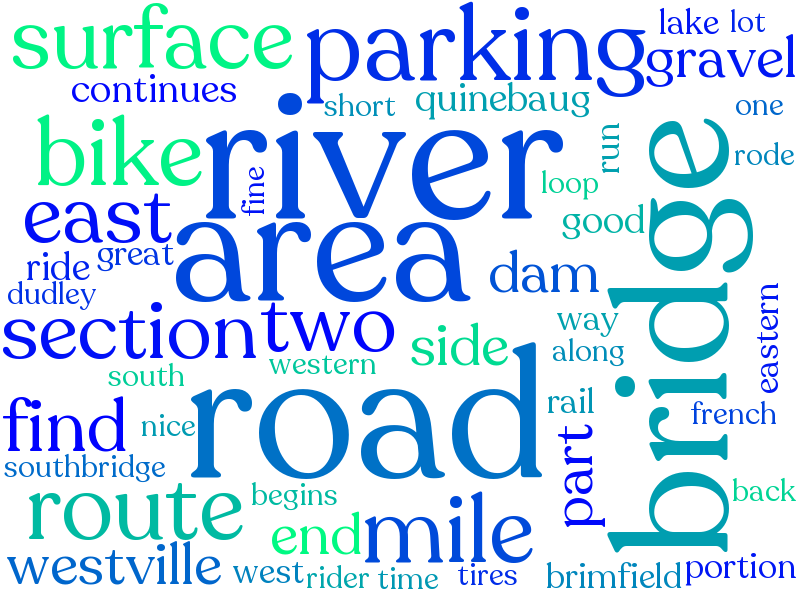 surface
parking
lake
lot
gravel
continues
short
quinebaug
one
bike
river
run
rode
fine
loop
bridge
east
area
good
great
ride
dam
dudley
eastern
section
two
way
side
along
western
south
road
rail
find
nice
part
french
southbridge
route
begins
back
end
mile
westville
west
rider
time
tires
brimfield
portion